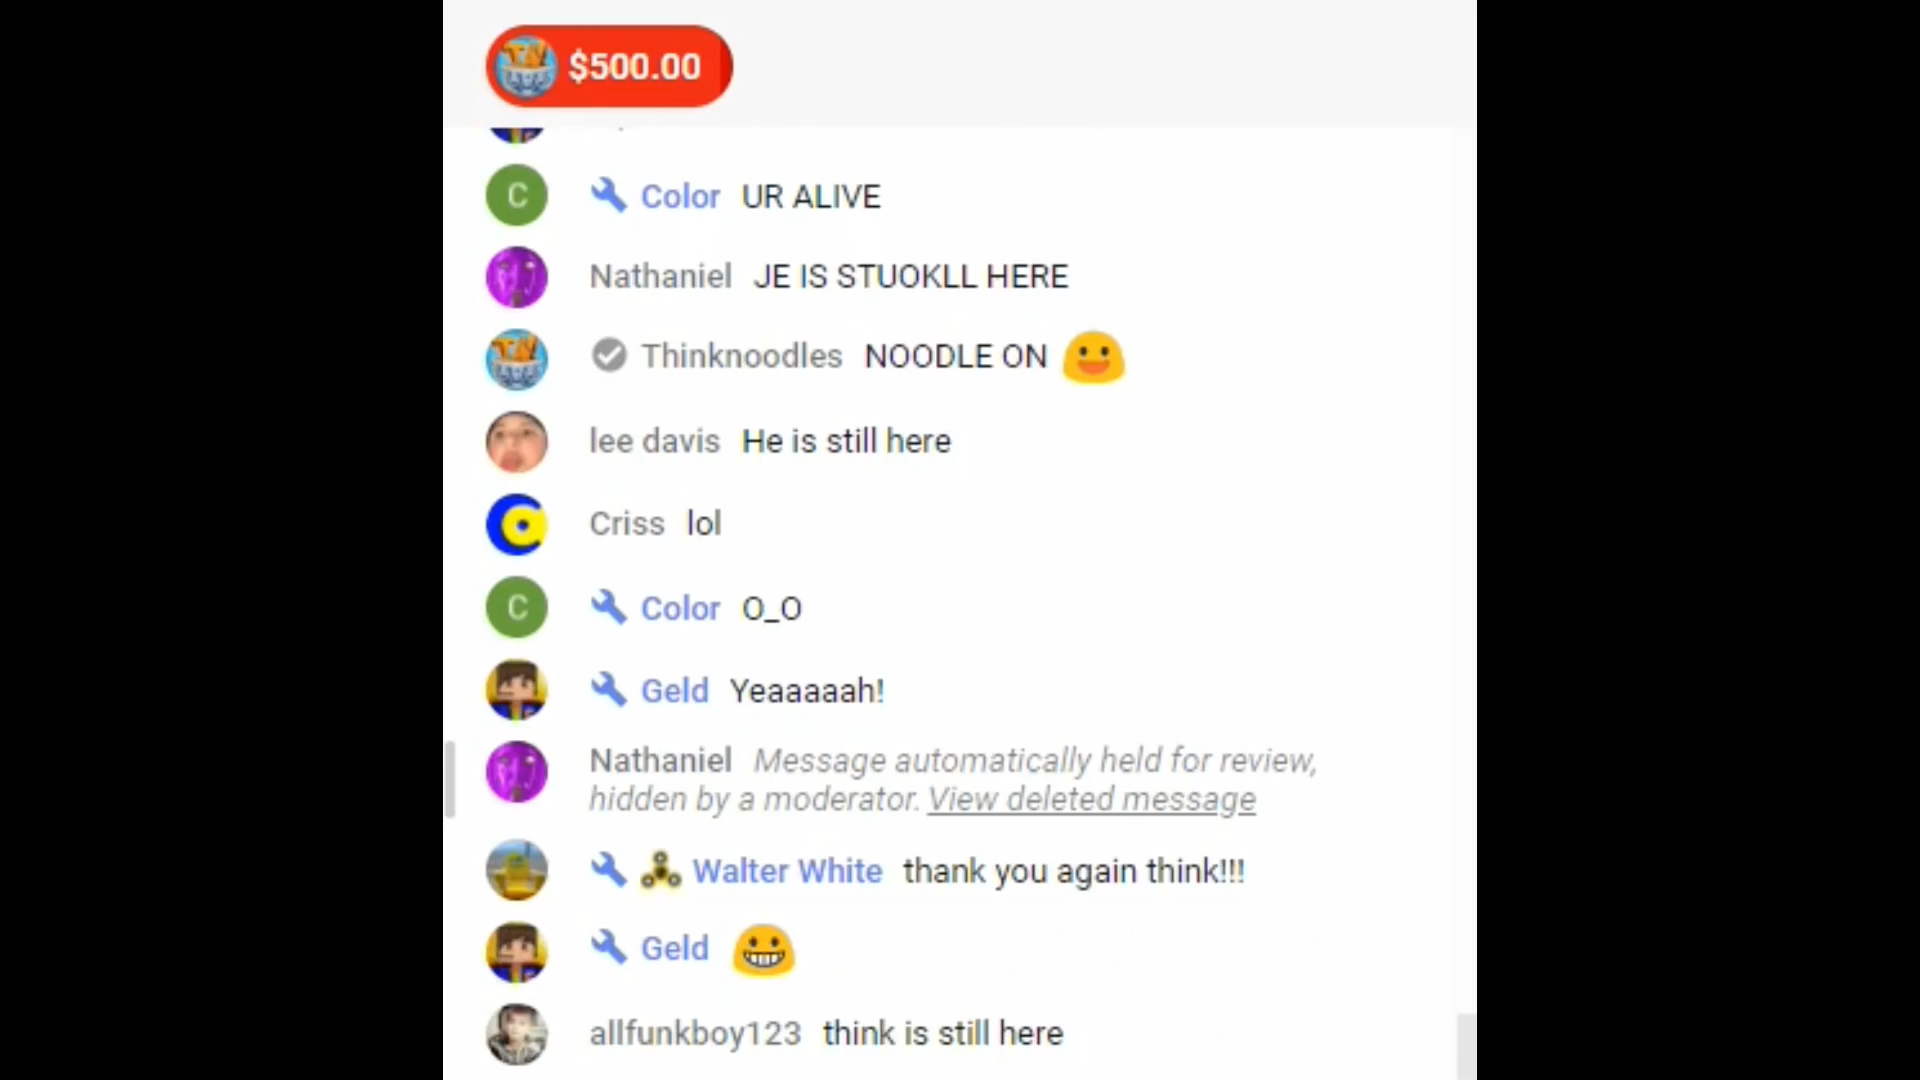 $500.00
C Color UR ALIVE
Nathaniel JE IS STUOKLL HERE
Thinknoodles NOODLE ON
lee davis He is still here
Criss lol
C Color O_O
Geld Yeaaaaah!
Nathaniel Message automatically held for review,
hidden by a moderator. View deleted message
Walter White thank you again think!!!
Geld
allfunkboy123 think is still here